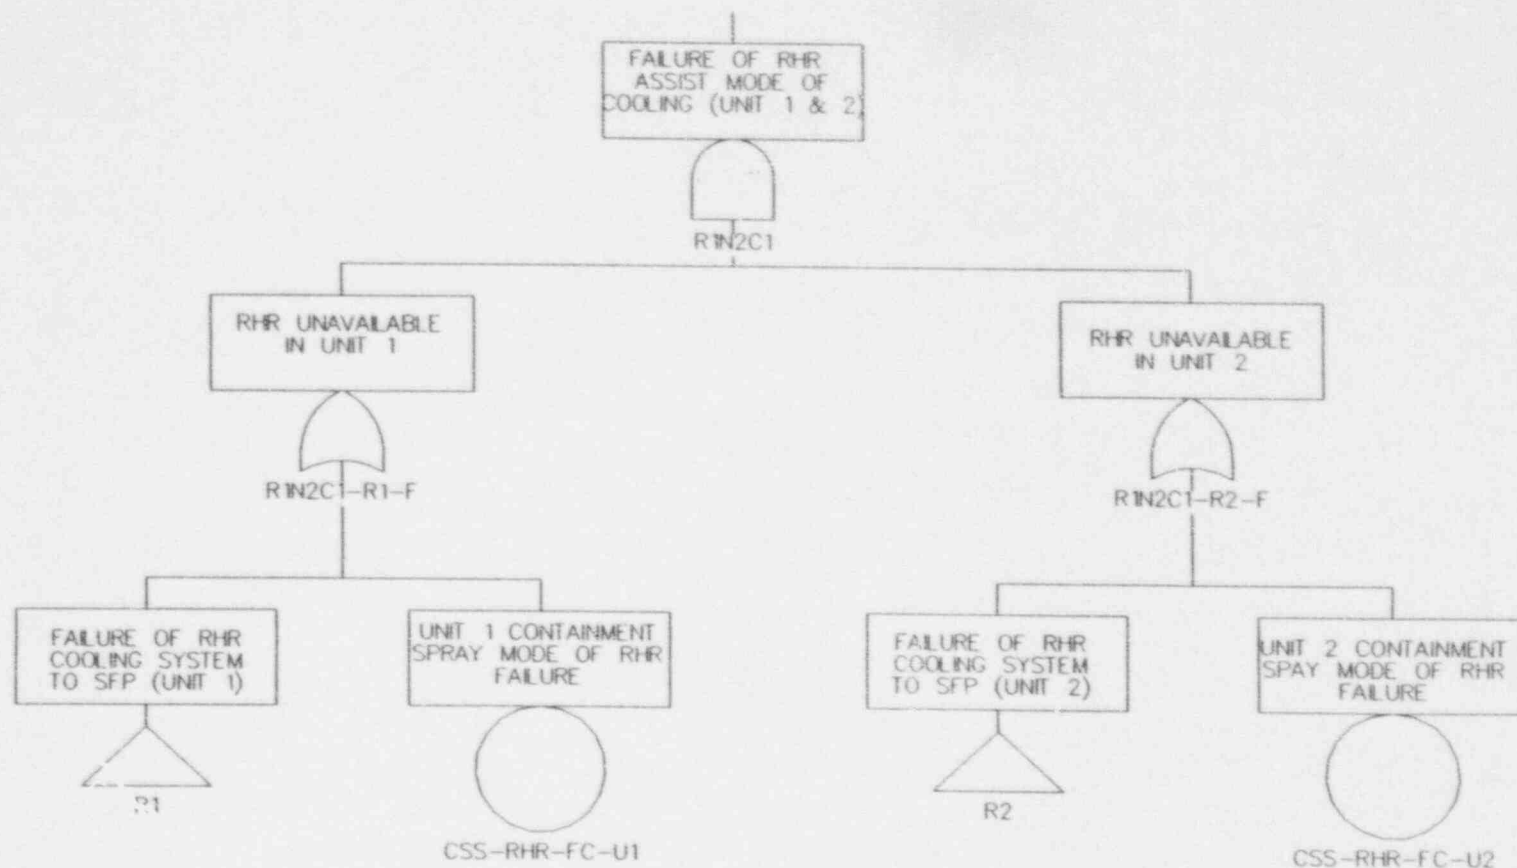 FAILURE OF RHR
ASSIST MODE OF
COOLING (UNIT 1 & 2)
R1N2C1
RHR UNAVAILABLE
IN UNIT 1
RHR UNAVAILABLE
IN UNIT 2
R1N2C1-R1-F
R1N2C1-R2-F
FAILURE OF RHR
COOLING SYSTEM
TO SFP (UNIT 1)
UNIT 1 CONTAINMENT
SPRAY MODE OF RHR
FAILURE
FAILURE OF RHR
COOLING SYSTEM
TO SFP (UNIT 2)
UNIT 2 CONTAINMENT
SPAY MODE OF RHR
FAILURE
R1
CSS-RHR-FC-U1
R2
CSS-RHR-FC-U2